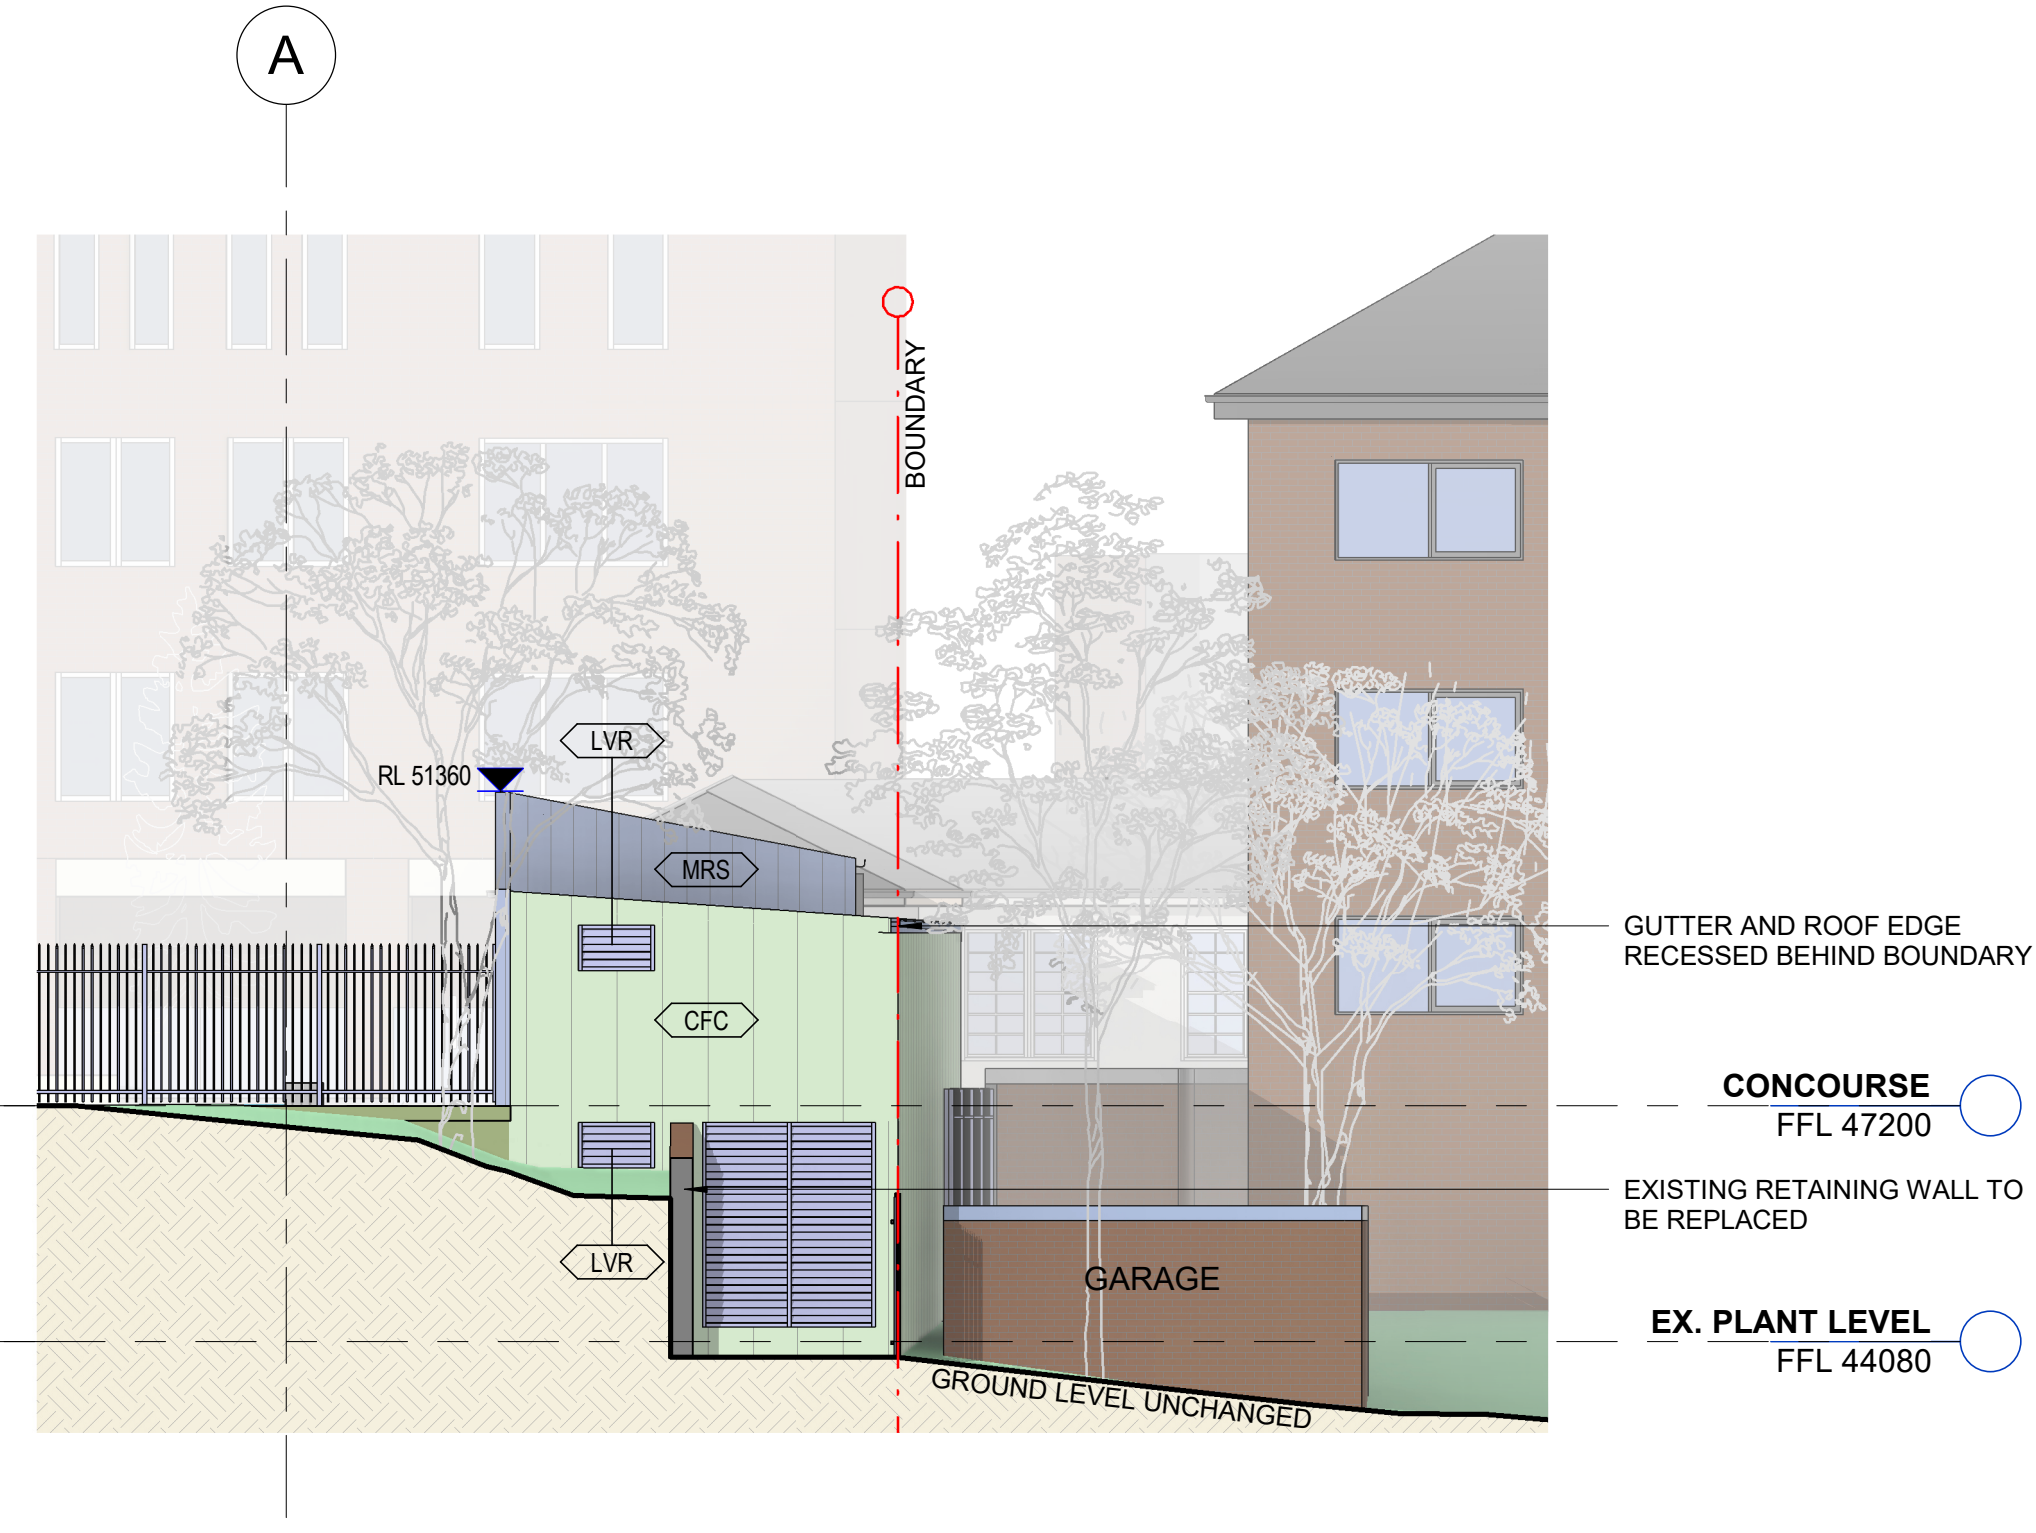 A
BOUNDARY
LVR
RL 51360
MRS
GUTTER AND ROOF EDGE
RECESSED BEHIND BOUNDARY
CFC
CONCOURSE
FFL 47200
EXISTING RETAINING WALL TO
BE REPLACED
LVR
GARAGE
EX. PLANT LEVEL
FFL 44080
GROUND LEVEL UNCHANGED